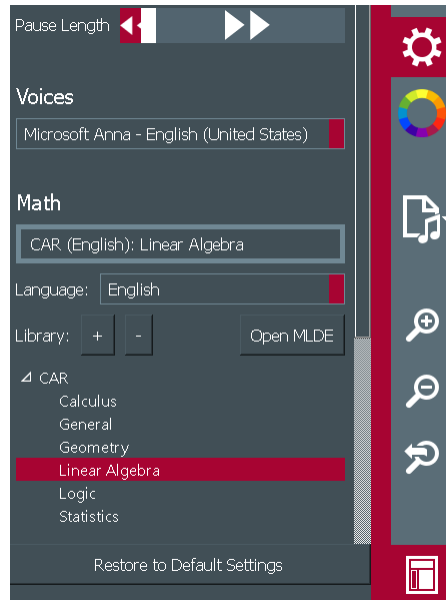 Pause Length
Voices
Microsoft Anna - English (United States)
Math
CAR (English): Linear Algebra
Language: English
Library: + - Open MLDE
CAR
Calculus
General
Geometry
Linear Algebra
Logic
Statistics
Restore to Default Settings